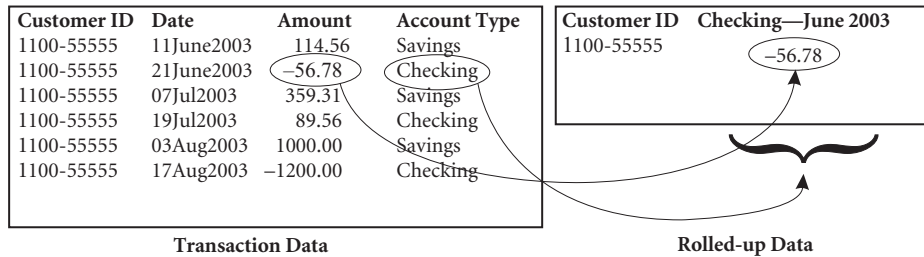 Customer ID Date Amount Account Type
1100-55555 11June2003 114.56 Savings
1100-55555 21June2003 –56.78 Checking
1100-55555 07Jul2003 359.31 Savings
1100-55555 19Jul2003 89.56 Checking
1100-55555 03Aug2003 1000.00 Savings
1100-55555 17Aug2003 –1200.00 Checking
Transaction Data
Customer ID Checking—June 2003
1100-55555 –56.78
Rolled-up Data